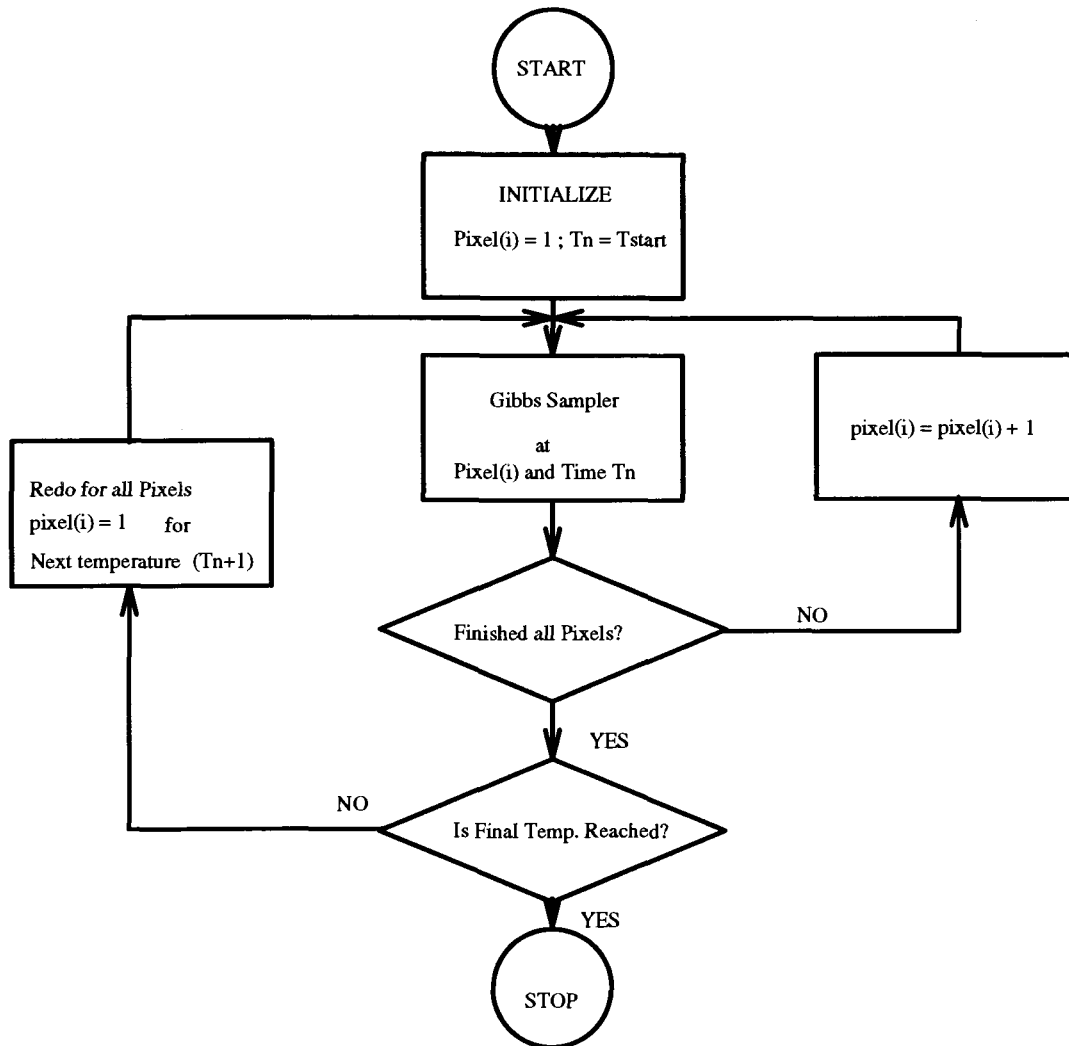 START
INITIALIZE
Pixel(i) = 1 ; Tn = Tstart
Gibbs Sampler
at
Pixel(i) and Time Tn
pixel(i) = pixel(i) + 1
Redo for all Pixels
pixel(i) = 1 for
Next temperature (Tn+1)
Finished all Pixels?
NO
YES
Is Final Temp. Reached?
NO
YES
STOP